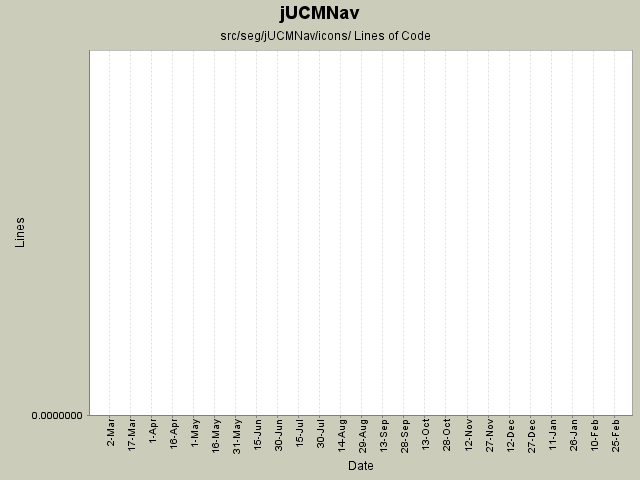 jUCMNav
src/seg/jUCMNav/icons/ Lines of Code
Lines
0.0000000
2-Mar
17-Mar
1-Apr
16-Apr
1-May
16-May
31-May
15-Jun
30-Jun
15-Jul
30-Jul
14-Aug
29-Aug
13-Sep
28-Sep
13-Oct
28-Oct
12-Nov
27-Nov
12-Dec
27-Dec
11-Jan
26-Jan
10-Feb
25-Feb
Date